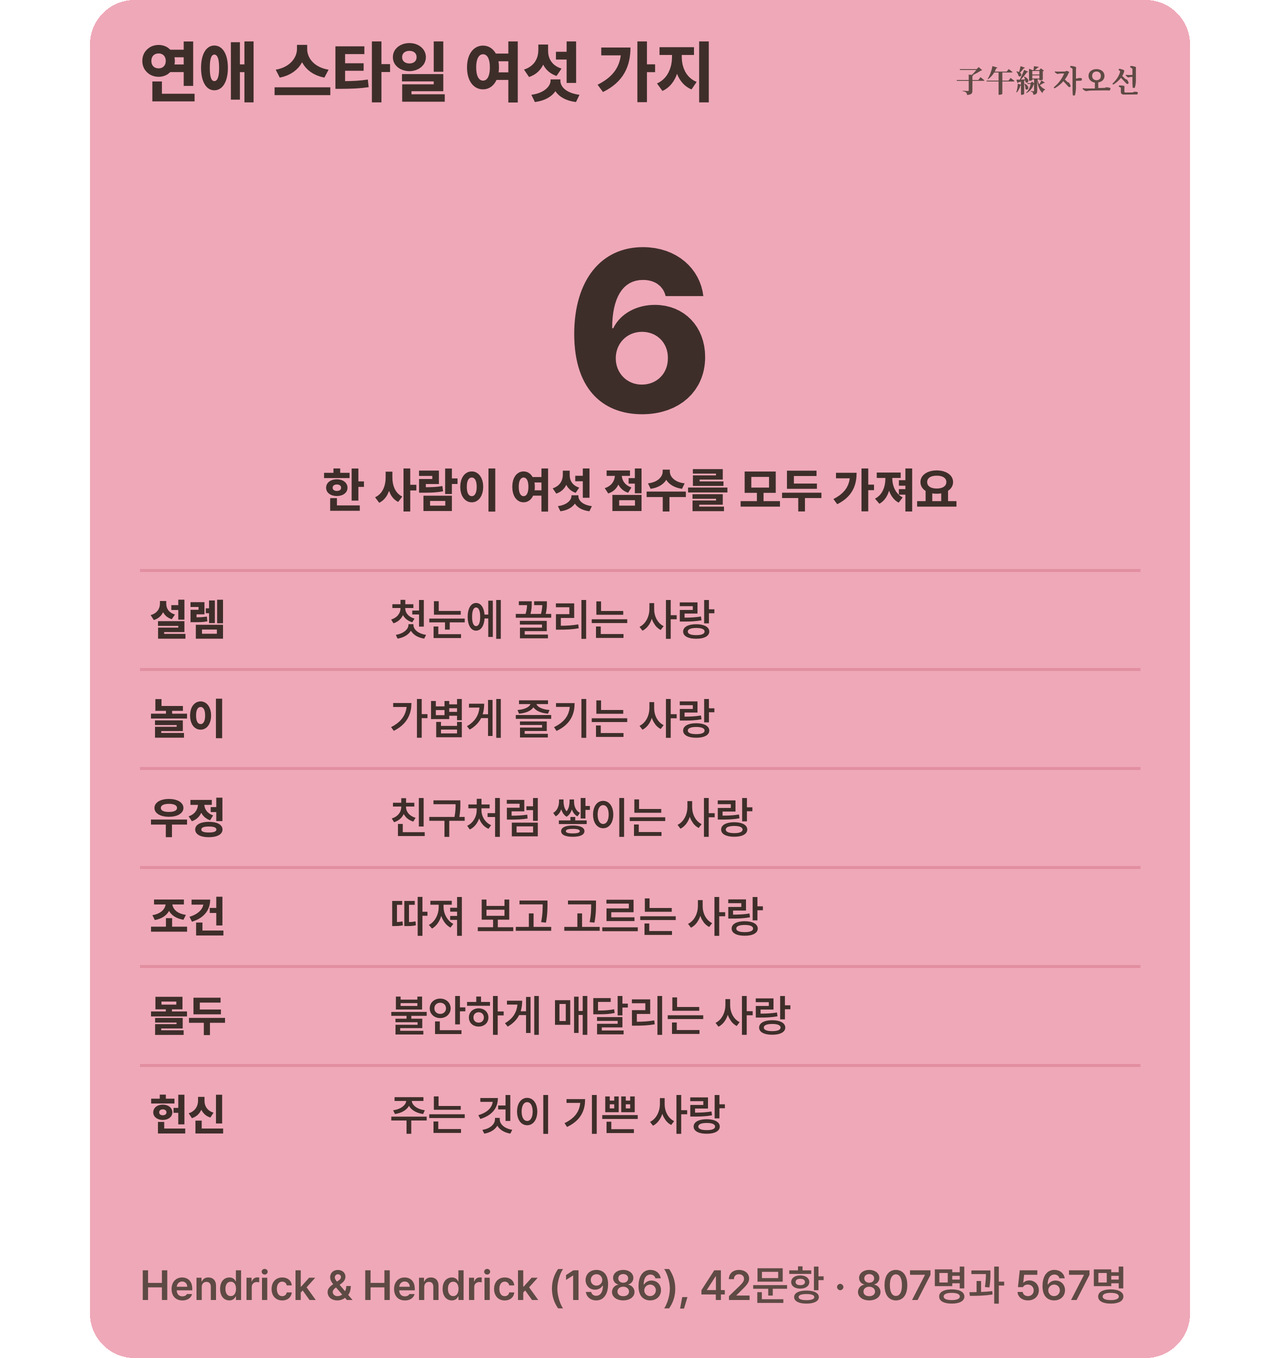 연애 스타일 여섯 가지
子午線 자오선
6
한 사람이 여섯 점수를 모두 가져요
설렘 첫눈에 끌리는 사랑
놀이 가볍게 즐기는 사랑
우정 친구처럼 쌓이는 사랑
조건 따져 보고 고르는 사랑
몰두 불안하게 매달리는 사랑
헌신 주는 것이 기쁜 사랑
Hendrick & Hendrick (1986), 42문항 · 807명과 567명